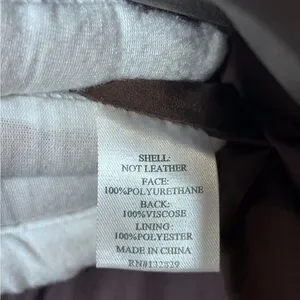 SHELL:
NOT LEATHER
FACE:
100%POLYURETHANE
BACK:
100%VISCOSE
LINING:
100%POLYESTER
MADE IN CHINA
RN#132829